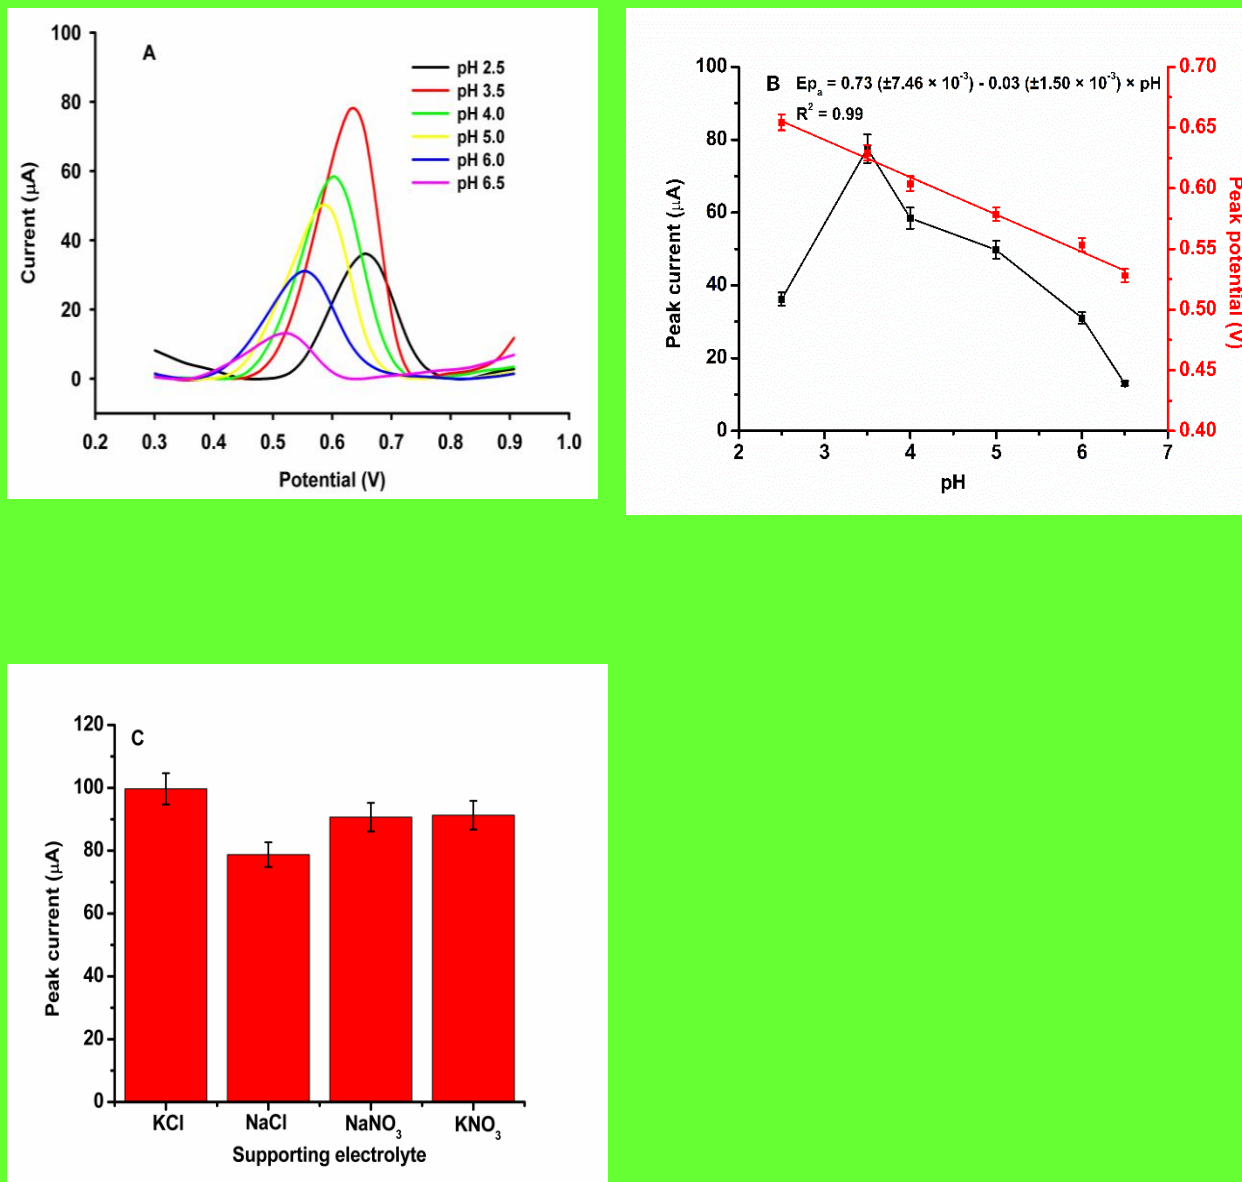 A
100
80
60
40
20
0
Current (µA)
0.2 0.3 0.4 0.5 0.6 0.7 0.8 0.9 1.0
Potential (V)
pH 2.5
pH 3.5
pH 4.0
pH 5.0
pH 6.0
pH 6.5
B Epₐ = 0.73 (±7.46 × 10⁻³) - 0.03 (±1.50 × 10⁻³) × pH
R² = 0.99
100
80
60
40
20
0
Peak current (µA)
2 3 4 5 6 7
pH
0.70
0.65
0.60
0.55
0.50
0.45
0.40
Peak potential (V)
C
120
100
80
60
40
20
0
Peak current (µA)
KCl NaCl NaNO₃ KNO₃
Supporting electrolyte